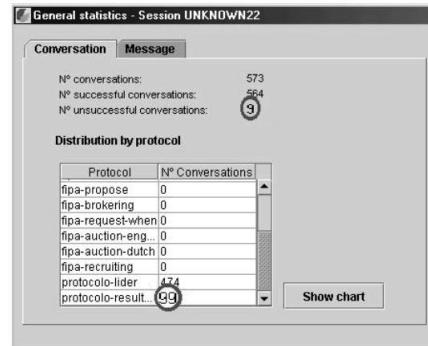 General statistics - Session UNKNOWN22
Conversation Message
Nº conversations: 573
Nº successful conversations: 564
Nº unsuccessful conversations: 9
Distribution by protocol
Protocol Nº Conversations
fipa-propose 0
fipa-brokering 0
fipa-request-when 0
fipa-auction-eng... 0
fipa-auction-dutch 0
fipa-recruiting 0
protocolo-lider 474
protocolo-result... 99
Show chart